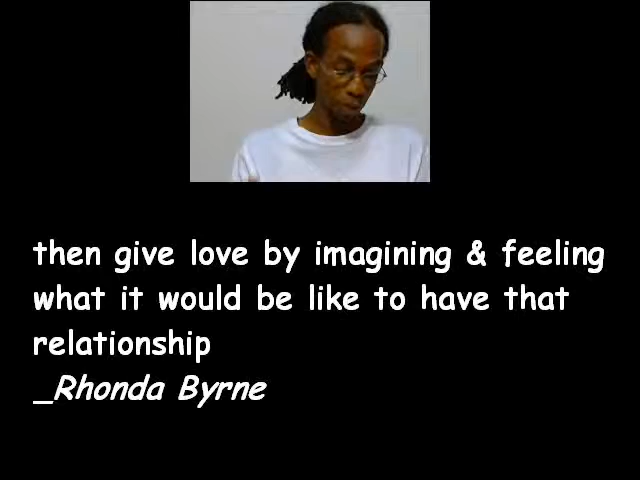 then give love by imagining & feeling
what it would be like to have that
relationship
_Rhonda Byrne